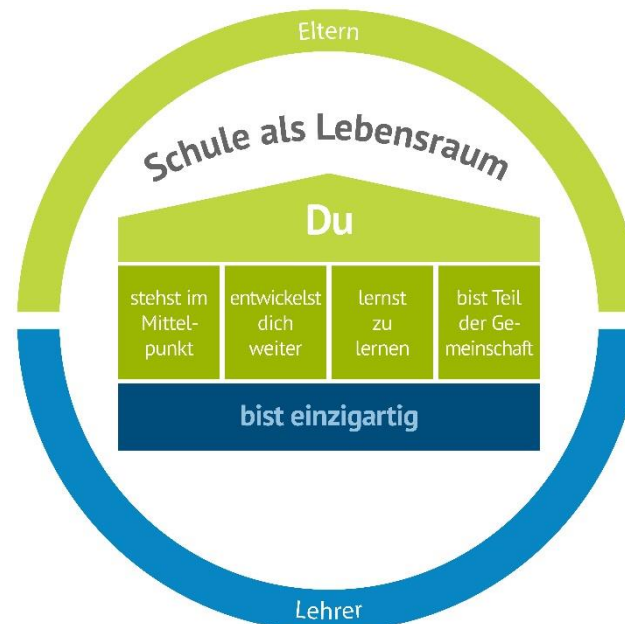 Eltern
Schule als Lebensraum
Du
stehst im
Mittel-
punkt
entwickelst
dich
weiter
lernst
zu
lernen
bist Teil
der Ge-
meinschaft
bist einzigartig
Lehrer